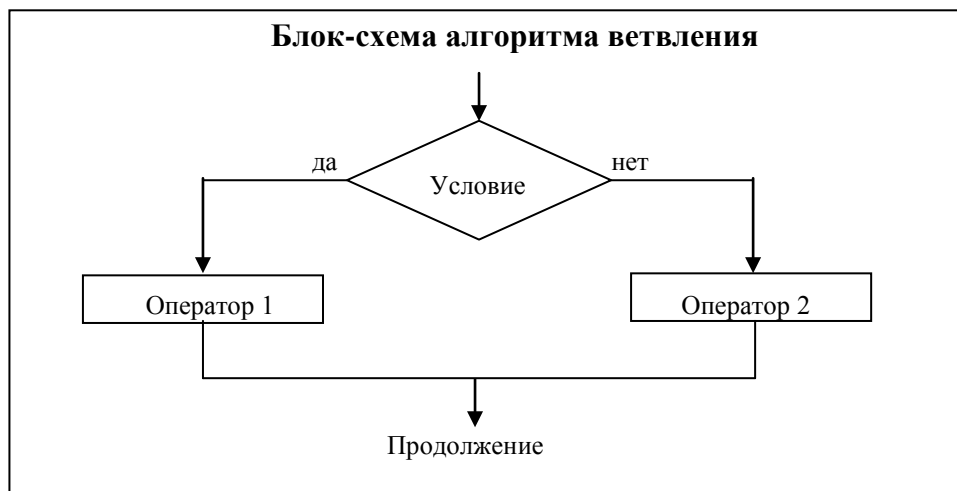 Блок-схема алгоритма ветвления
да
нет
Условие
Оператор 1
Оператор 2
Продолжение